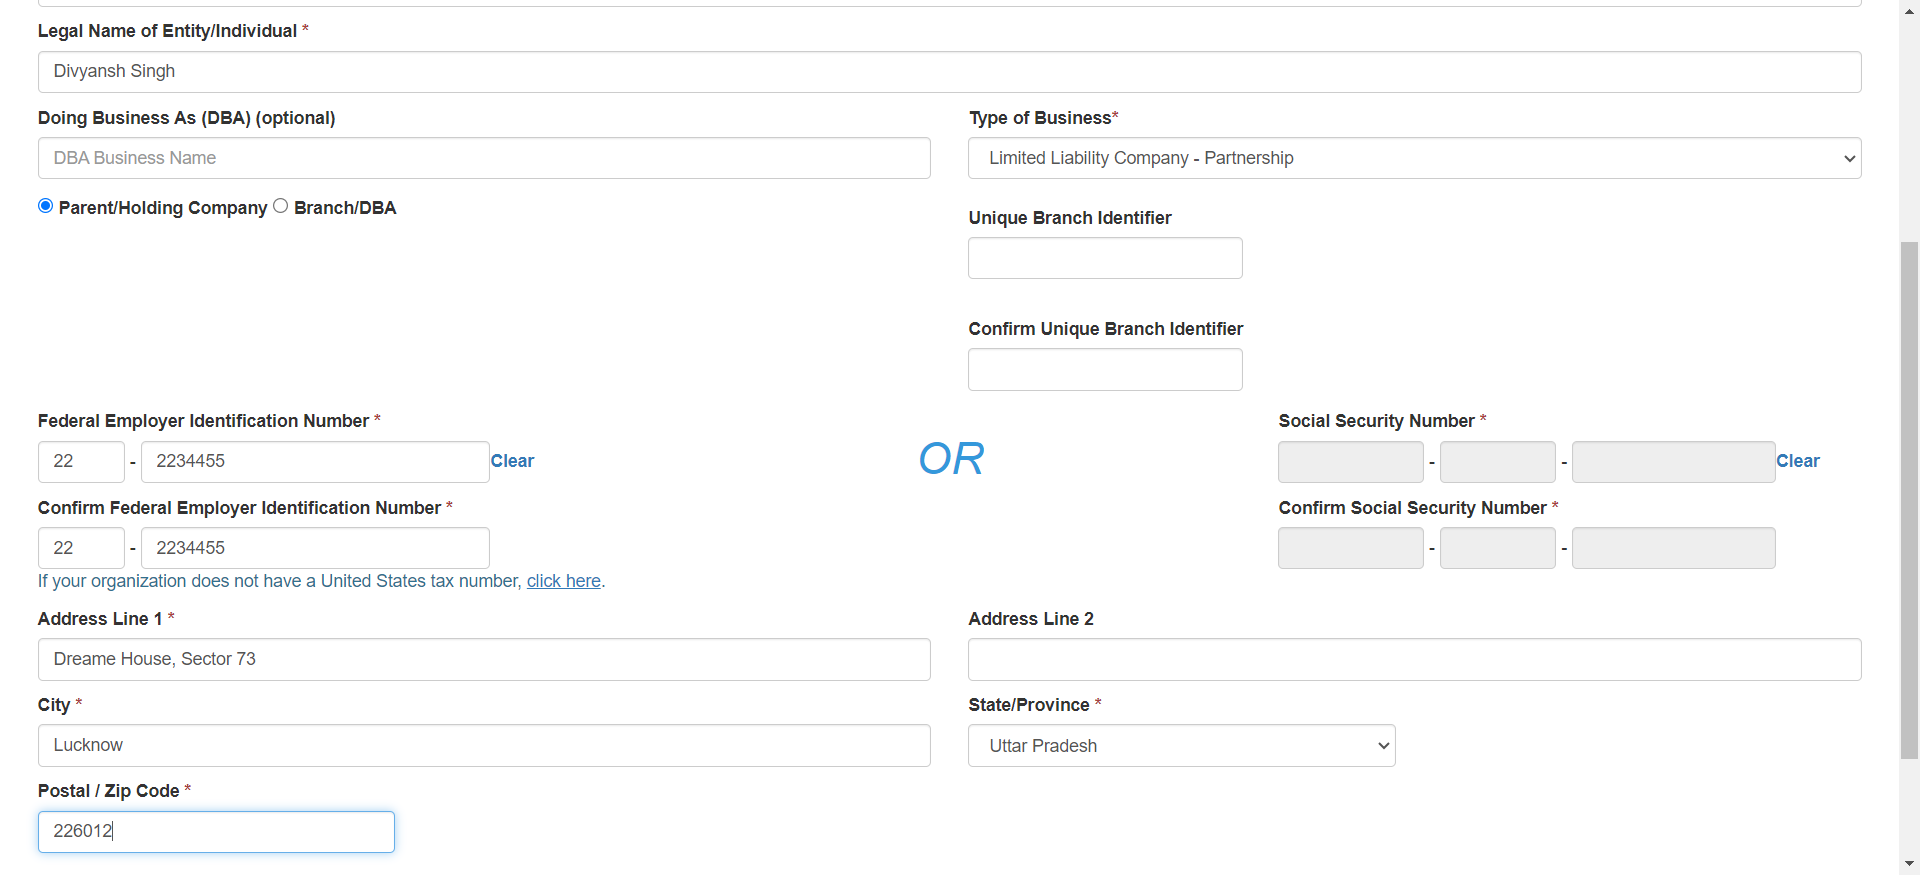 Legal Name of Entity/Individual *
Divyansh Singh
Doing Business As (DBA) (optional)
Type of Business*
DBA Business Name
Limited Liability Company - Partnership
Parent/Holding Company Branch/DBA
Unique Branch Identifier
Confirm Unique Branch Identifier
Federal Employer Identification Number *
Social Security Number *
22 - 2234455 Clear
OR
- - Clear
Confirm Federal Employer Identification Number *
Confirm Social Security Number *
22 - 2234455
- -
If your organization does not have a United States tax number, click here.
Address Line 1 *
Address Line 2
Dreame House, Sector 73
City *
State/Province *
Lucknow
Uttar Pradesh
Postal / Zip Code *
226012